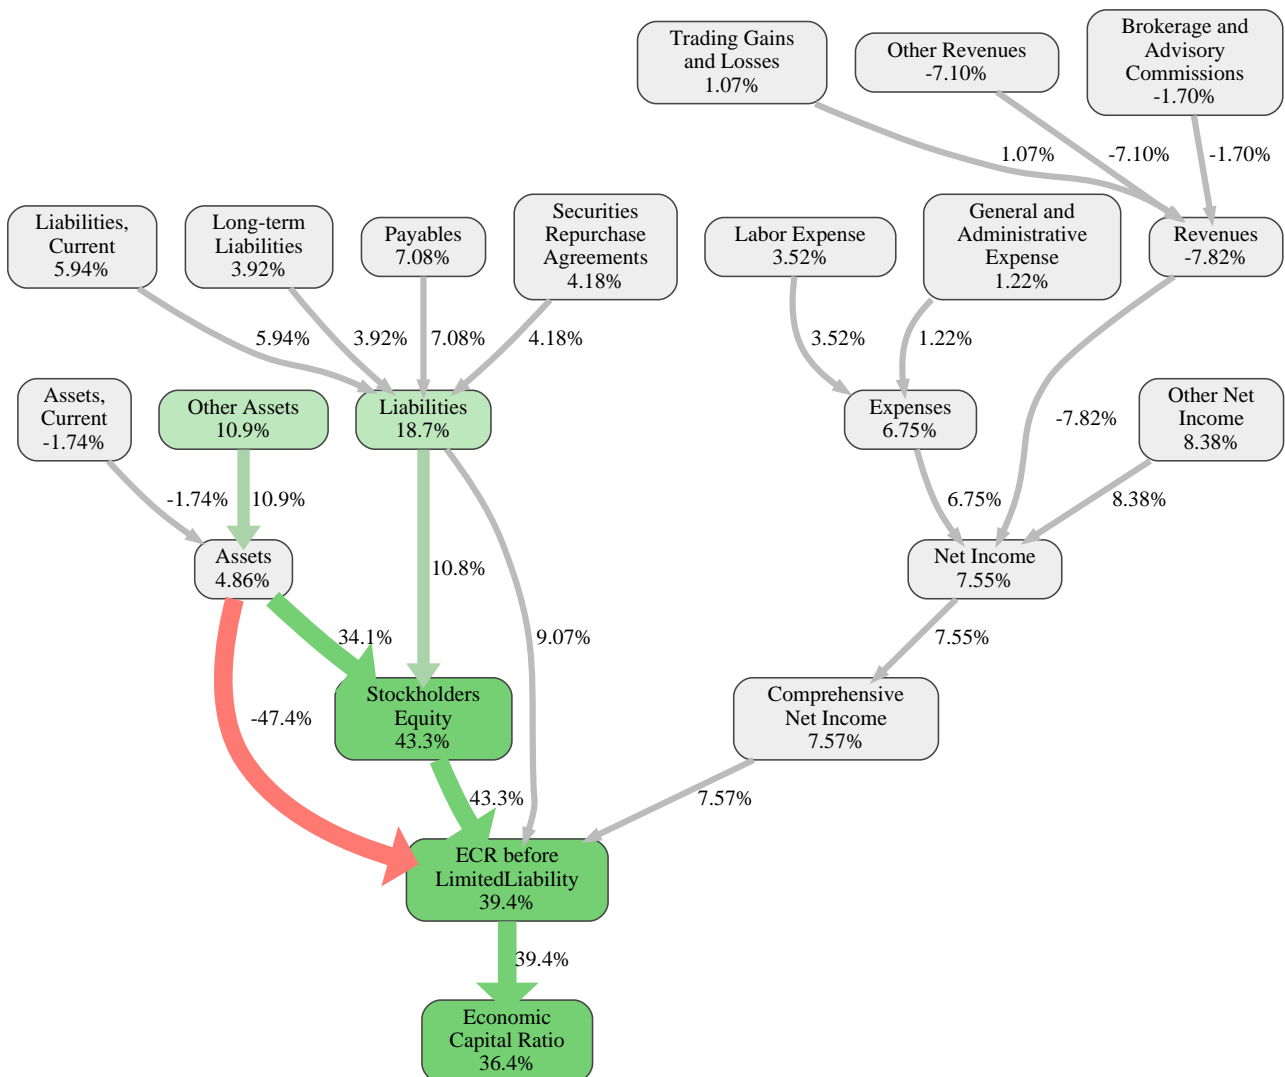 Trading Gains
and Losses
1.07%
Other Revenues
-7.10%
Brokerage and
Advisory
Commissions
-1.70%
1.07%
-7.10%
-1.70%
Liabilities,
Current
5.94%
Long-term
Liabilities
3.92%
Payables
7.08%
Securities
Repurchase
Agreements
4.18%
Labor Expense
3.52%
General and
Administrative
Expense
1.22%
Revenues
-7.82%
5.94%
3.92%
7.08%
4.18%
3.52%
1.22%
-7.82%
Assets,
Current
-1.74%
Other Assets
10.9%
Liabilities
18.7%
Expenses
6.75%
Other Net
Income
8.38%
-1.74%
10.9%
10.8%
9.07%
6.75%
8.38%
Assets
4.86%
Net Income
7.55%
34.1%
-47.4%
7.55%
Stockholders
Equity
43.3%
Comprehensive
Net Income
7.57%
43.3%
7.57%
ECR before
LimitedLiability
39.4%
39.4%
Economic
Capital Ratio
36.4%